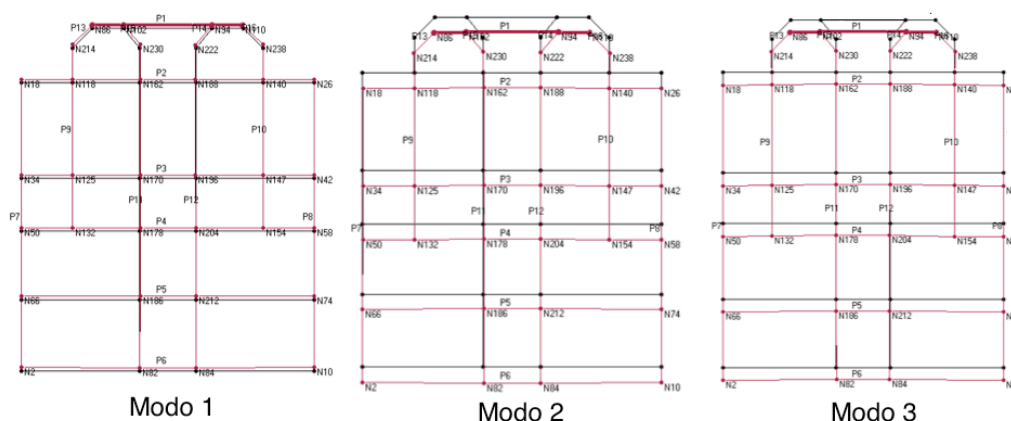 P1
P13 N86 N102 P14 N94 N110
N214 N230 N222 N238
P2
N18 N118 N162 N188 N140 N26
P9 P10
P3
N34 N125 N170 N196 N147 N42
P7 P11 P12 P8
P4
N50 N132 N178 N204 N154 N58
P5
N66 N186 N212 N74
P6
N2 N82 N84 N10
Modo 1
P1
P13 N86 P14 N94
N214 N230 N222 N238
P2
N18 N118 N162 N188 N140 N26
P9 P10
P3
N34 N125 N170 N196 N147 N42
P7 P11 P12 P8
P4
N50 N132 N178 N204 N154 N58
P5
N66 N186 N212 N74
P6
N2 N82 N84 N10
Modo 2
P1
P13 N86 P14 N94
N214 N230 N222 N238
P2
N18 N118 N162 N188 N140 N
P9 P10
P3
N34 N125 N170 N196 N147 N
P7 P11 P12 P8
P4
N50 N132 N178 N204 N154 N
P5
N66 N186 N212 N
P6
N2 N82 N84 N
Modo 3